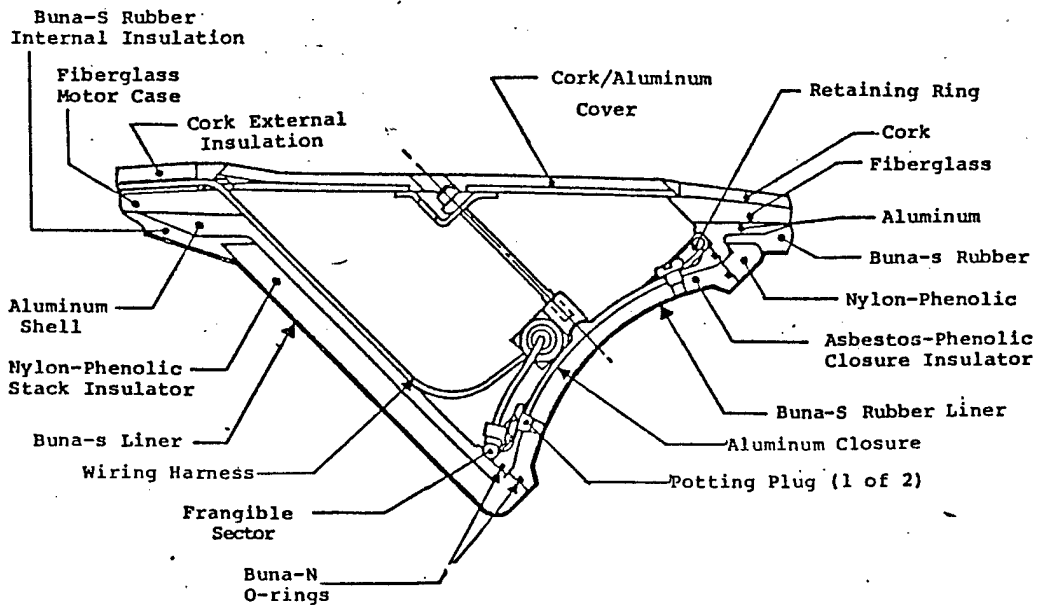 Buna-S Rubber
Internal Insulation
Fiberglass
Motor Case
Cork External
Insulation
Cork/Aluminum
Cover
Retaining Ring
Cork
Fiberglass
Aluminum
Buna-s Rubber
Nylon-Phenolic
Asbestos-Phenolic
Closure Insulator
Buna-S Rubber Liner
Aluminum Closure
Potting Plug (1 of 2)
Aluminum
Shell
Nylon-Phenolic
Stack Insulator
Buna-s Liner
Wiring Harness
Frangible
Sector
Buna-N
O-rings